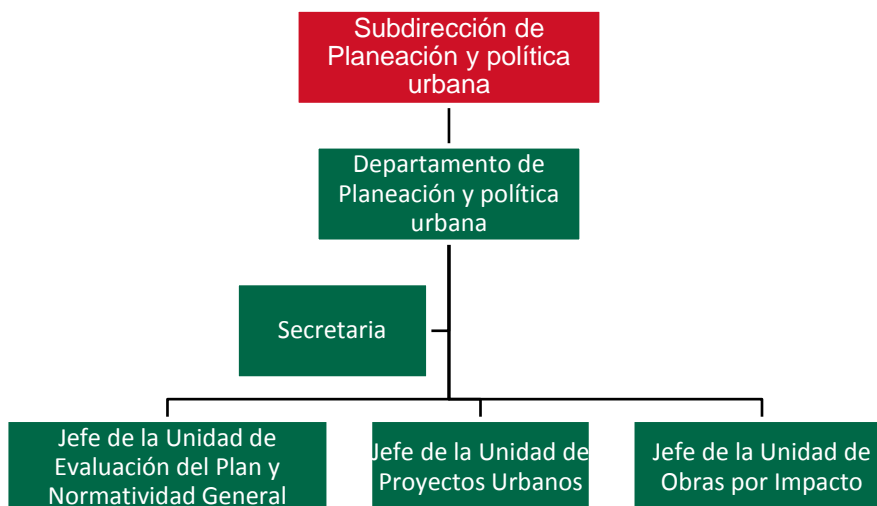 Subdirección de
Planeación y política
urbana
Departamento de
Planeación y política
urbana
Secretaria
Jefe de la Unidad de
Evaluación del Plan y
Normatividad General
Jefe de la Unidad de
Proyectos Urbanos
Jefe de la Unidad de
Obras por Impacto